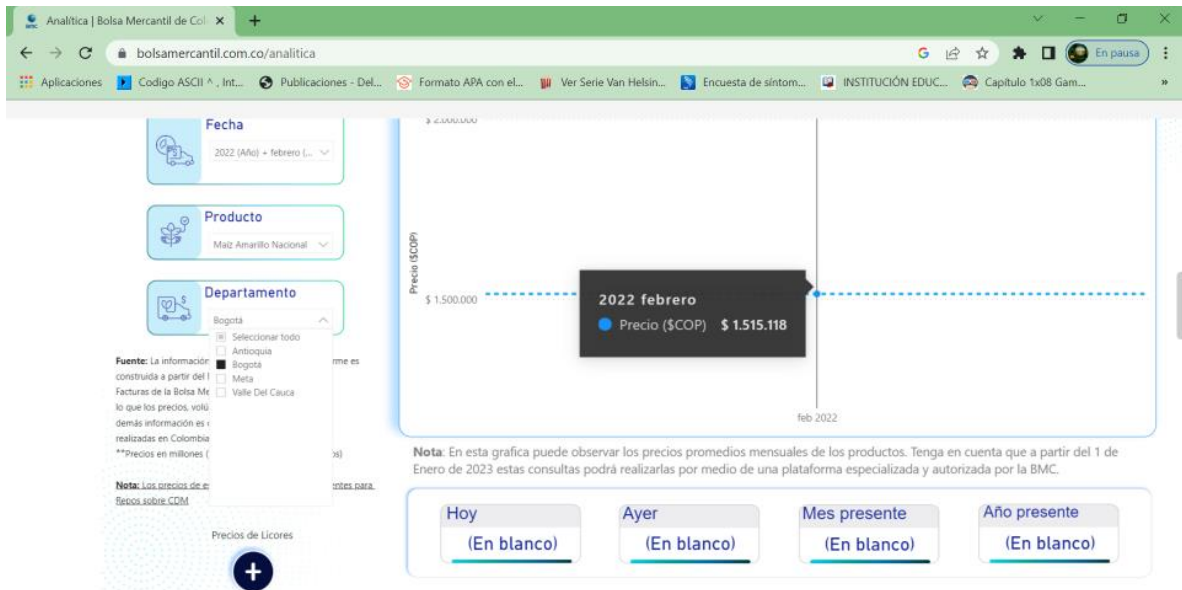 Analítica | Bolsa Mercantil de Col
bolsamercantil.com.co/analitica
En pausa
Aplicaciones
Codigo ASCII ^ , Int...
Publicaciones - Del...
Formato APA con el...
Ver Serie Van Helsin...
Encuesta de síntom...
INSTITUCIÓN EDUC...
Capítulo 1x08 Gam...
»
Fecha
2022 (Año) + febrero (...
Producto
Maiz Amarillo Nacional
Departamento
Bogotá
Seleccionar todo
Antioquia
Bogotá
Meta
Valle Del Cauca
Fuente: La información
rme es
construida a partir del
Facturas de la Bolsa Me
lo que los precios, volú
demás información es
realizadas en Colombia
**Precios en millones (
os)
Nota: Los precios de
entes para
Repos sobre CDM
Precios de Licores
+
$ 2.000.000
Precio ($COP)
$ 1.500.000
2022 febrero
Precio ($COP) $ 1.515.118
feb 2022
Nota: En esta grafica puede observar los precios promedios mensuales de los productos. Tenga en cuenta que a partir del 1 de
Enero de 2023 estas consultas podrá realizarlas por medio de una plataforma especializada y autorizada por la BMC.
Hoy
(En blanco)
Ayer
(En blanco)
Mes presente
(En blanco)
Año presente
(En blanco)